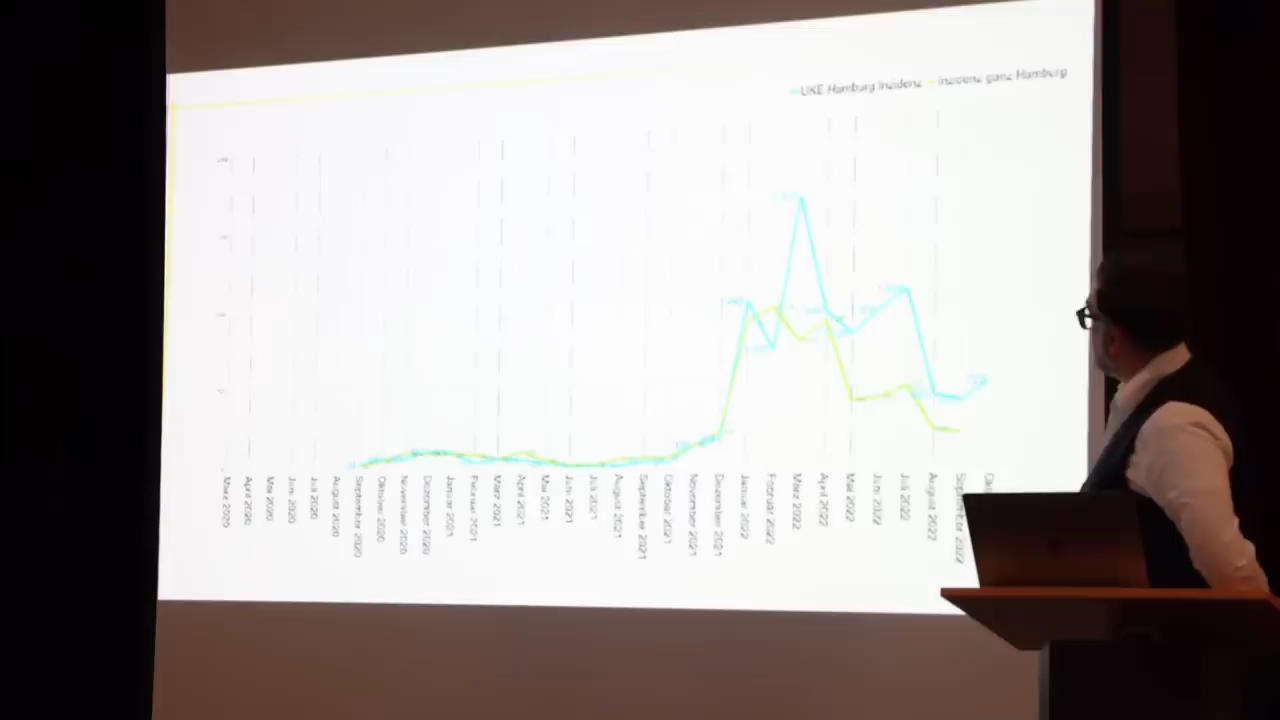 UKE Hamburg Inzidenz Inzidenz ganz Hamburg
März 2020
April 2020
Mai 2020
Juni 2020
Juli 2020
August 2020
September 2020
Oktober 2020
November 2020
Dezember 2020
Januar 2021
Februar 2021
März 2021
April 2021
Mai 2021
Juni 2021
Juli 2021
August 2021
September 2021
Oktober 2021
November 2021
Dezember 2021
Januar 2022
Februar 2022
März 2022
April 2022
Mai 2022
Juni 2022
Juli 2022
August 2022
September 2022